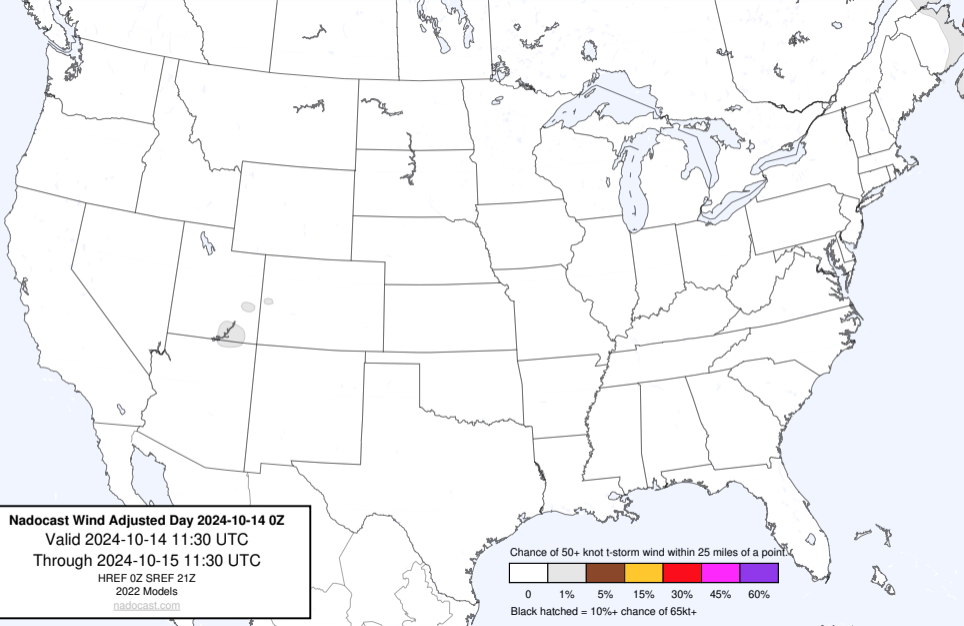 Nadocast Wind Adjusted Day 2024-10-14 0Z
Valid 2024-10-14 11:30 UTC
Through 2024-10-15 11:30 UTC
HREF 0Z SREF 21Z
2022 Models
nadocast.com
Chance of 50+ knot t-storm wind within 25 miles of a point.
0 1% 5% 15% 30% 45% 60%
Black hatched = 10%+ chance of 65kt+